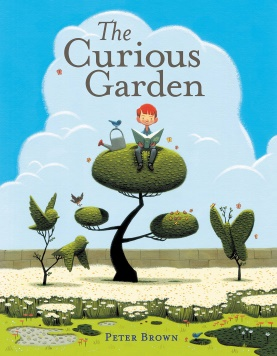 The
Curious
Garden
PETER BROWN